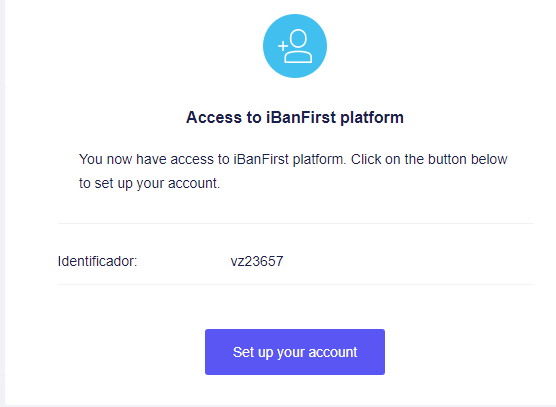 Access to iBanFirst platform
You now have access to iBanFirst platform. Click on the button below
to set up your account.
Identificador: vz23657
Set up your account